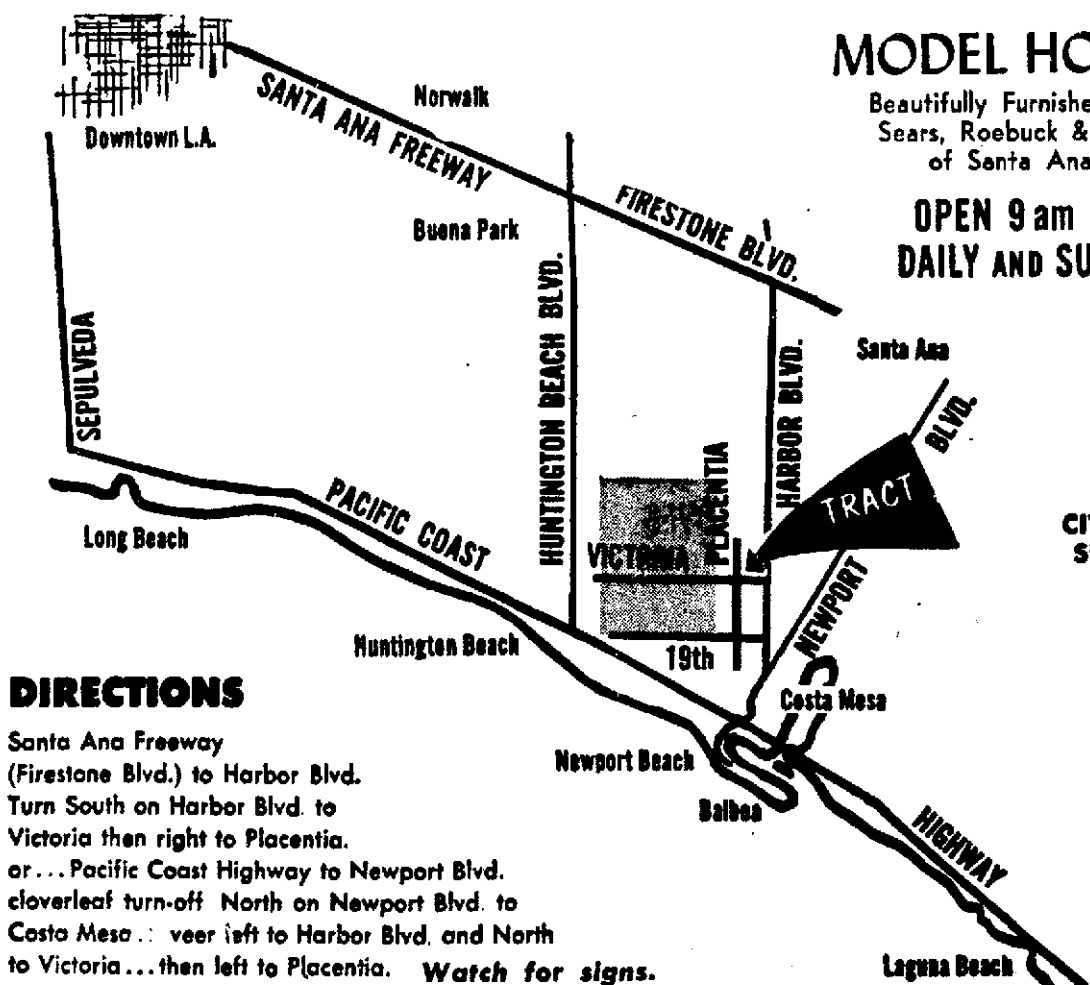 MODEL HO
Beautifully Furnishe
Sears, Roebuck &
of Santa Ana
OPEN 9 am
DAILY AND SU
Downtown L.A.
SANTA ANA FREEWAY
Norwalk
Buena Park
FIRESTONE BLVD.
SEPULVEDA
HUNTINGTON BEACH BLVD.
HARBOR BLVD.
Santa Ana
NEWPORT BLVD.
TRACT
PLACENTIA
VICTORIA
19th
CI
S
PACIFIC COAST HIGHWAY
Long Beach
Huntington Beach
Costa Mesa
Newport Beach
Balboa
Laguna Beach
DIRECTIONS
Santa Ana Freeway
(Firestone Blvd.) to Harbor Blvd.
Turn South on Harbor Blvd. to
Victoria then right to Placentia.
or...Pacific Coast Highway to Newport Blvd.
cloverleaf turn-off North on Newport Blvd. to
Costa Mesa.: veer left to Harbor Blvd. and North
to Victoria...then left to Placentia. Watch for signs.